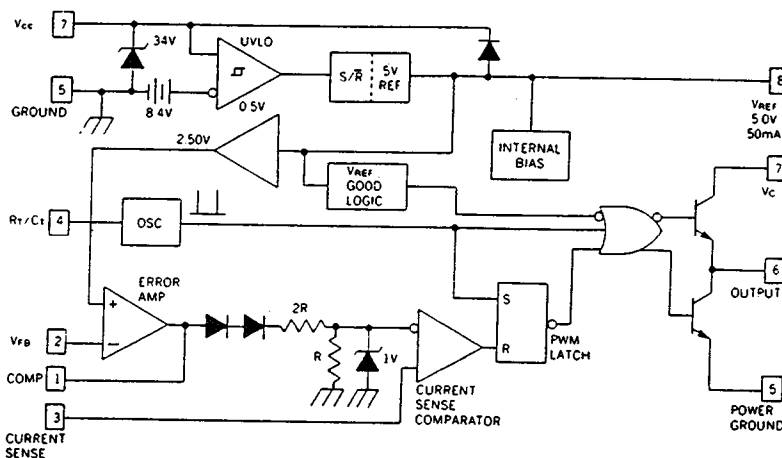 Vcc
7
34V
UVLO
5
GROUND
8.4V
0.5V
S/R̅
5V
REF
8
VREF
5.0V
50mA
INTERNAL
BIAS
2.50V
VREF
GOOD
LOGIC
7
Vc
RT/Ct
4
OSC
6
OUTPUT
ERROR
AMP
+
−
VFB
2
COMP
1
3
CURRENT
SENSE
2R
R
1V
CURRENT
SENSE
COMPARATOR
S
R
PWM
LATCH
5
POWER
GROUND